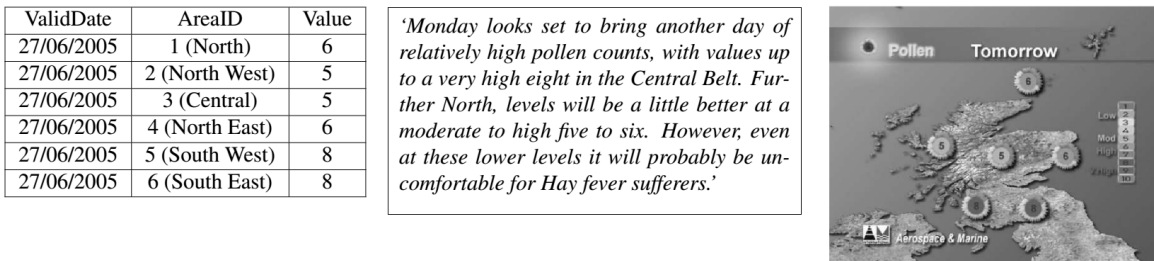 ValidDate AreaID Value
27/06/2005 1 (North) 6
27/06/2005 2 (North West) 5
27/06/2005 3 (Central) 5
27/06/2005 4 (North East) 6
27/06/2005 5 (South West) 8
27/06/2005 6 (South East) 8
‘Monday looks set to bring another day of
relatively high pollen counts, with values up
to a very high eight in the Central Belt. Fur-
ther North, levels will be a little better at a
moderate to high five to six. However, even
at these lower levels it will probably be un-
comfortable for Hay fever sufferers.’
Pollen Tomorrow
6
1
Low 2
3
4
Mod 5
High 6
7
8
V.High 9
10
5 5 6
8 8
Aerospace & Marine